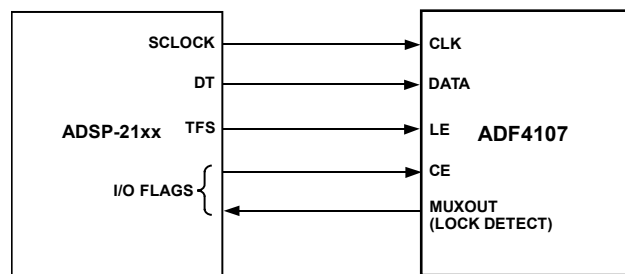 SCLOCK
DT
TFS
ADSP-21xx
I/O FLAGS
CLK
DATA
LE
ADF4107
CE
MUXOUT
(LOCK DETECT)